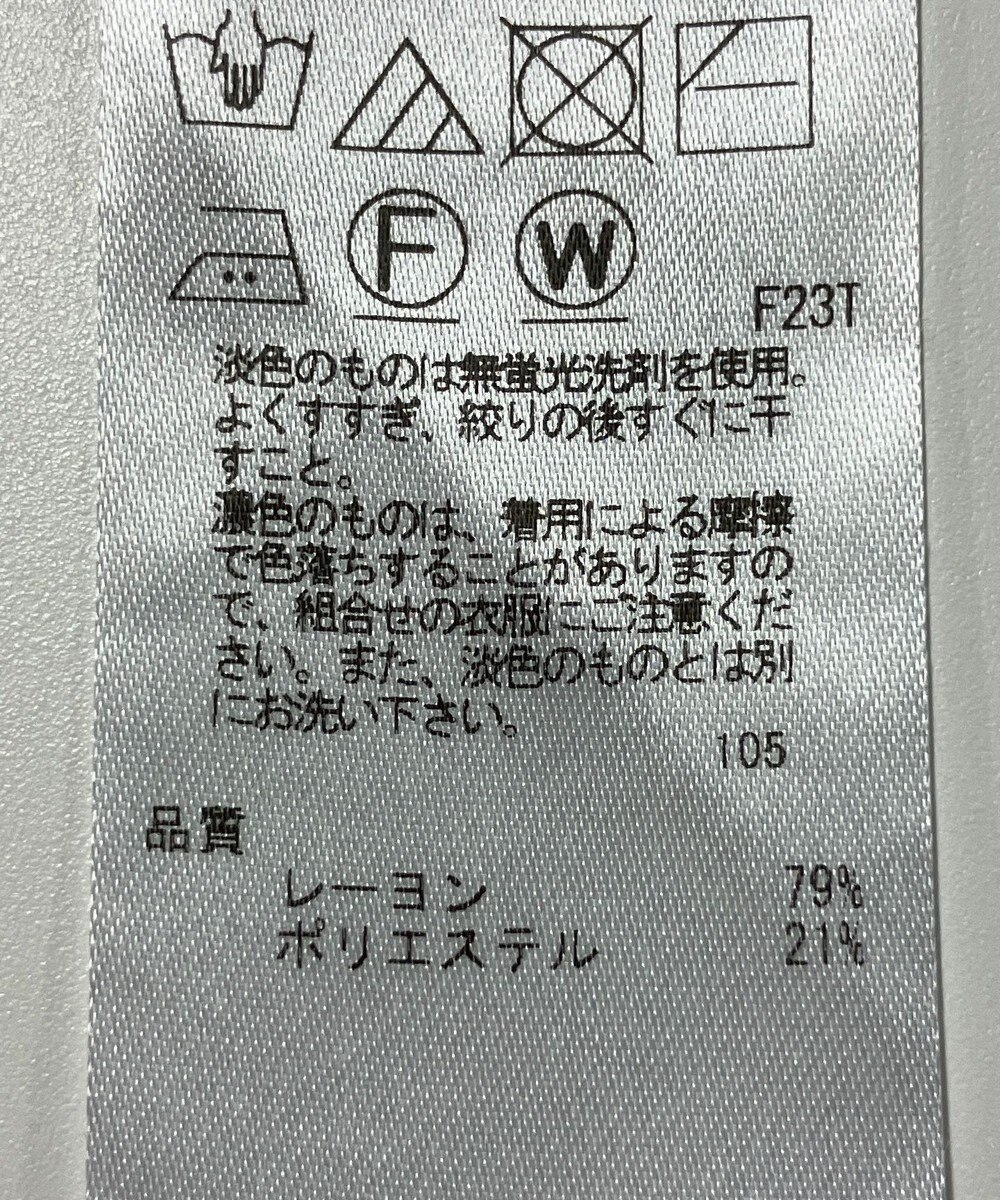 F W
F23T
淡色のものは無蛍光洗剤を使用。
よくすすぎ、絞りの後すぐに干
すこと。
濃色のものは、着用による摩擦
で色落ちすることがありますの
で、組合せの衣服にご注意くだ
さい。また、淡色のものとは別
にお洗い下さい。
105
品質
レーヨン 79%
ポリエステル 21%